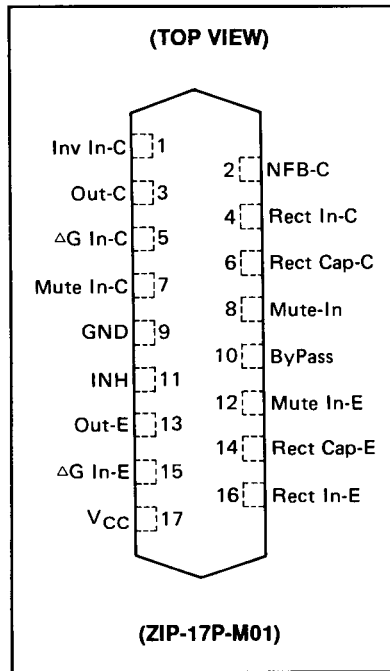 (TOP VIEW)
Inv In-C 1
2 NFB-C
Out-C 3
4 Rect In-C
△G In-C 5
6 Rect Cap-C
Mute In-C 7
8 Mute-In
GND 9
10 ByPass
INH 11
12 Mute In-E
Out-E 13
14 Rect Cap-E
△G In-E 15
16 Rect In-E
VCC 17
(ZIP-17P-M01)